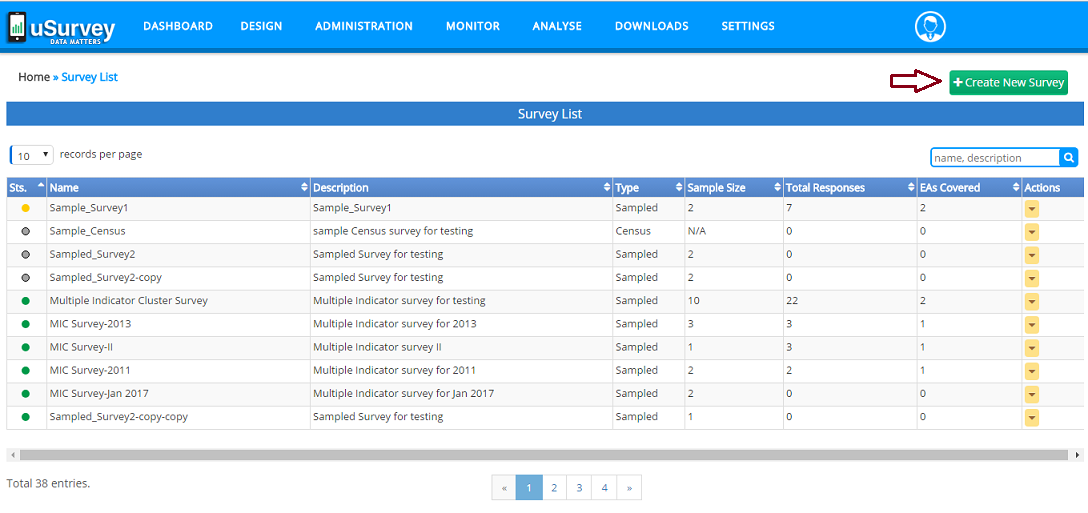 uSurvey DASHBOARD DESIGN ADMINISTRATION MONITOR ANALYSE DOWNLOADS SETTINGS
DATA MATTERS
Home » Survey List
+ Create New Survey
Survey List
10 records per page
name, description
Sts. Name Description Type Sample Size Total Responses EAs Covered Actions
Sample_Survey1 Sample_Survey1 Sampled 2 7 2
Sample_Census sample Census survey for testing Census N/A 0 0
Sampled_Survey2 Sampled Survey for testing Sampled 2 0 0
Sampled_Survey2-copy Sampled Survey for testing Sampled 2 0 0
Multiple Indicator Cluster Survey Multiple Indicator survey for testing Sampled 10 22 2
MIC Survey-2013 Multiple Indicator survey for 2013 Sampled 3 3 1
MIC Survey-II Multiple Indicator survey II Sampled 1 3 1
MIC Survey-2011 Multiple Indicator survey for 2011 Sampled 2 2 1
MIC Survey-Jan 2017 Multiple Indicator survey for Jan 2017 Sampled 2 0 0
Sampled_Survey2-copy-copy Sampled Survey for testing Sampled 1 0 0
Total 38 entries.
« 1 2 3 4 »